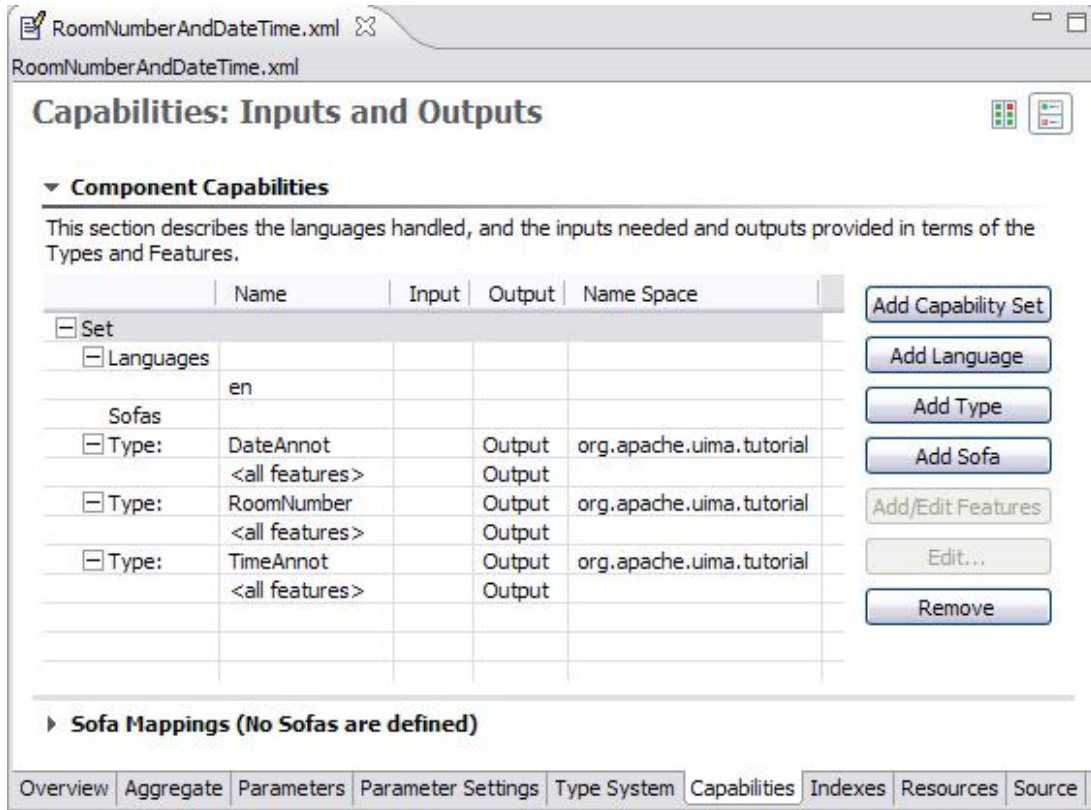 RoomNumberAndDateTime.xml
RoomNumberAndDateTime.xml
Capabilities: Inputs and Outputs
Component Capabilities
This section describes the languages handled, and the inputs needed and outputs provided in terms of the
Types and Features.
Name Input Output Name Space
Set
Languages
en
Sofas
Type: DateAnnot Output org.apache.uima.tutorial
<all features> Output
Type: RoomNumber Output org.apache.uima.tutorial
<all features> Output
Type: TimeAnnot Output org.apache.uima.tutorial
<all features> Output
Add Capability Set
Add Language
Add Type
Add Sofa
Add/Edit Features
Edit...
Remove
Sofa Mappings (No Sofas are defined)
Overview Aggregate Parameters Parameter Settings Type System Capabilities Indexes Resources Source